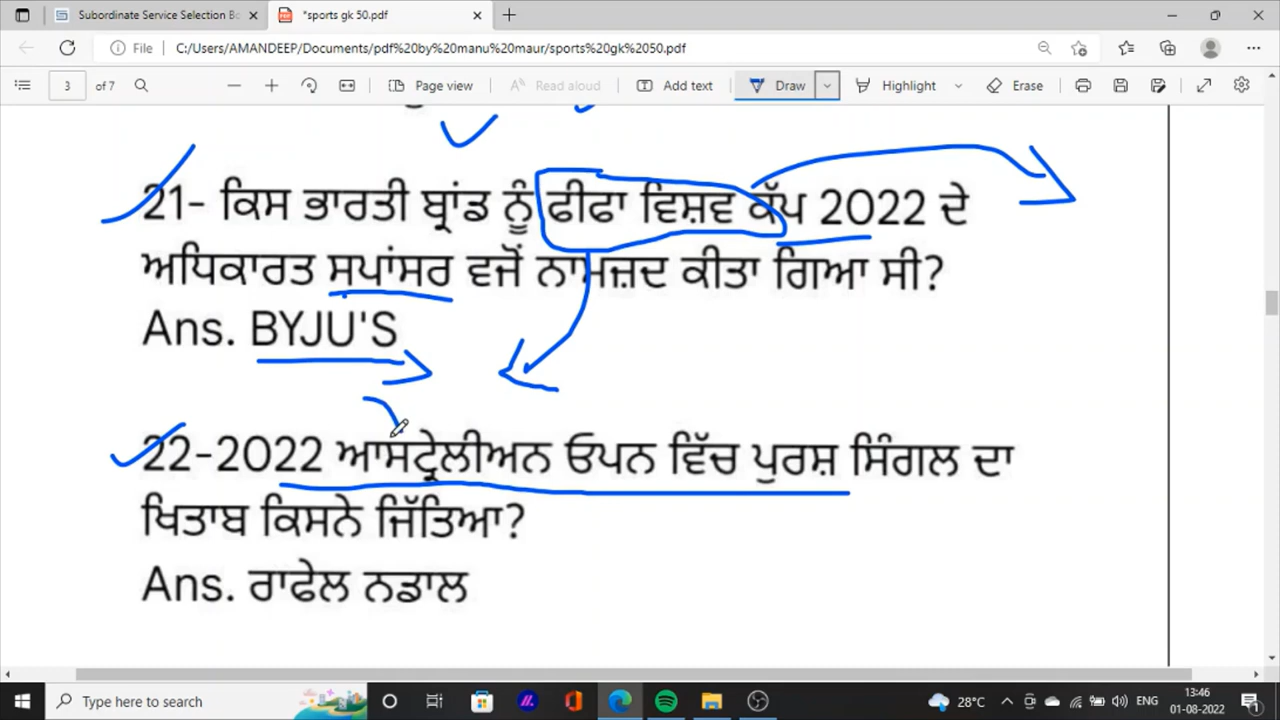 Subordinate Service Selection Bo
*sports gk 50.pdf
File
C:/Users/AMANDEEP/Documents/pdf%20by%20manu%20maur/sports%20gk%2050.pdf
3 of 7
Page view
Read aloud
Add text
Draw
Highlight
Erase
21- ਕਿਸ ਭਾਰਤੀ ਬ੍ਰਾਂਡ ਨੂੰ ਫੀਫਾ ਵਿਸ਼ਵ ਕੱਪ 2022 ਦੇ
ਅਧਿਕਾਰਤ ਸਪਾਂਸਰ ਵਜੋਂ ਨਾਮਜ਼ਦ ਕੀਤਾ ਗਿਆ ਸੀ?
Ans. BYJU'S
22-2022 ਆਸਟ੍ਰੇਲੀਅਨ ਓਪਨ ਵਿੱਚ ਪੁਰਸ਼ ਸਿੰਗਲ ਦਾ
ਖਿਤਾਬ ਕਿਸਨੇ ਜਿੱਤਿਆ?
Ans. ਰਾਫੇਲ ਨਡਾਲ
Type here to search
28°C
ENG
13:46
01-08-2022